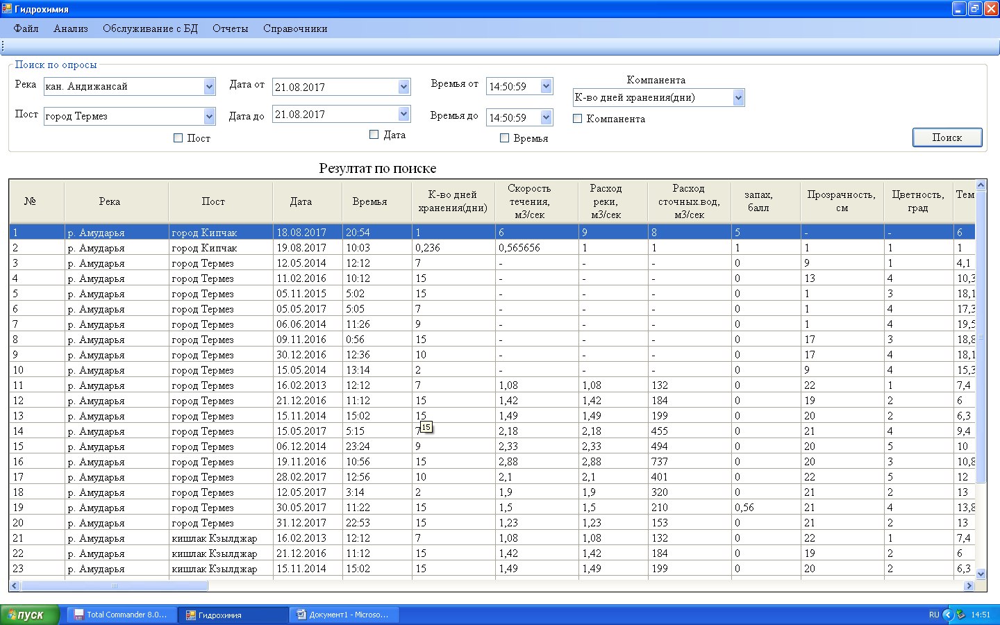 Гидрохимия
Файл Анализ Обслуживание с БД Отчеты Справочники
Поиск по опросы
Река кан. Андижансай Дата от 21.08.2017 Времья от 14:50:59 Компанента
К-во дней хранения(дни)
Пост город Термез Дата до 21.08.2017 Времья до 14:50:59 Компанента
Пост Дата Времья Поиск
Резултат по поиске
№ Река Пост Дата Времья К-во дней хранения(дни) Скорость течения, м3/сек Расход реки, м3/сек Расход сточных.вод, м3/сек запах, балл Прозрачность, см Цветность, град Тем
1 р. Амударья город Кипчак 18.08.2017 20:54 1 6 9 8 5 - - 6
2 р. Амударья город Кипчак 19.08.2017 10:03 0,236 0,565656 1 1 1 1 1 1
3 р. Амударья город Термез 12.05.2014 12:12 7 - - - 0 9 1 4,1
4 р. Амударья город Термез 11.02.2016 10:12 15 - - - 0 13 4 10,3
5 р. Амударья город Термез 05.11.2015 5:02 15 - - - 0 1 3 18,1
6 р. Амударья город Термез 05.05.2017 5:05 7 - - - 0 1 4 17,3
7 р. Амударья город Термез 06.06.2014 11:26 9 - - - 0 1 4 19,5
8 р. Амударья город Термез 09.11.2016 0:56 15 - - - 0 17 3 18,8
9 р. Амударья город Термез 30.12.2016 12:36 10 - - - 0 17 4 18,1
10 р. Амударья город Термез 15.05.2014 13:14 2 - - - 0 9 4 15,3
11 р. Амударья город Термез 16.02.2013 12:12 7 1,08 1,08 132 0 22 1 7,4
12 р. Амударья город Термез 21.12.2016 11:12 15 1,42 1,42 184 0 19 2 6
13 р. Амударья город Термез 15.11.2014 15:02 15 1,49 1,49 199 0 20 2 6,3
15
14 р. Амударья город Термез 15.05.2017 5:15 7 2,18 2,18 455 0 21 4 9,4
15 р. Амударья город Термез 06.12.2014 23:24 9 2,33 2,33 494 0 20 5 10
16 р. Амударья город Термез 19.11.2016 10:56 15 2,88 2,88 737 0 20 3 10,8
17 р. Амударья город Термез 28.02.2017 12:56 10 2,1 2,1 401 0 22 5 12
18 р. Амударья город Термез 12.05.2017 3:14 2 1,9 1,9 320 0 21 2 13
19 р. Амударья город Термез 30.05.2017 11:22 15 1,5 1,5 210 0,56 21 4 13,8
20 р. Амударья город Термез 31.12.2017 22:53 15 1,23 1,23 153 0 21 2 13
21 р. Амударья кишлак Кзылджар 16.02.2013 12:12 7 1,08 1,08 132 0 22 1 7,4
22 р. Амударья кишлак Кзылджар 21.12.2016 11:12 15 1,42 1,42 184 0 19 2 6
23 р. Амударья кишлак Кзылджар 15.11.2014 15:02 15 1,49 1,49 199 0 20 2 6,3
пуск Total Commander 8.0... Гидрохимия Документ1 - Microso... RU 14:51